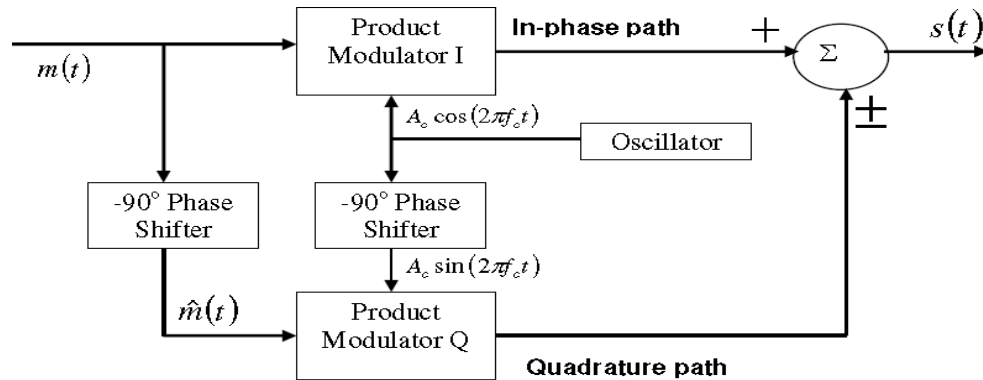 Product
Modulator I
In-phase path
+
s(t)
m(t)
Σ
A_c cos(2πf_c t)
±
Oscillator
-90° Phase
Shifter
-90° Phase
Shifter
A_c sin(2πf_c t)
m̂(t)
Product
Modulator Q
Quadrature path